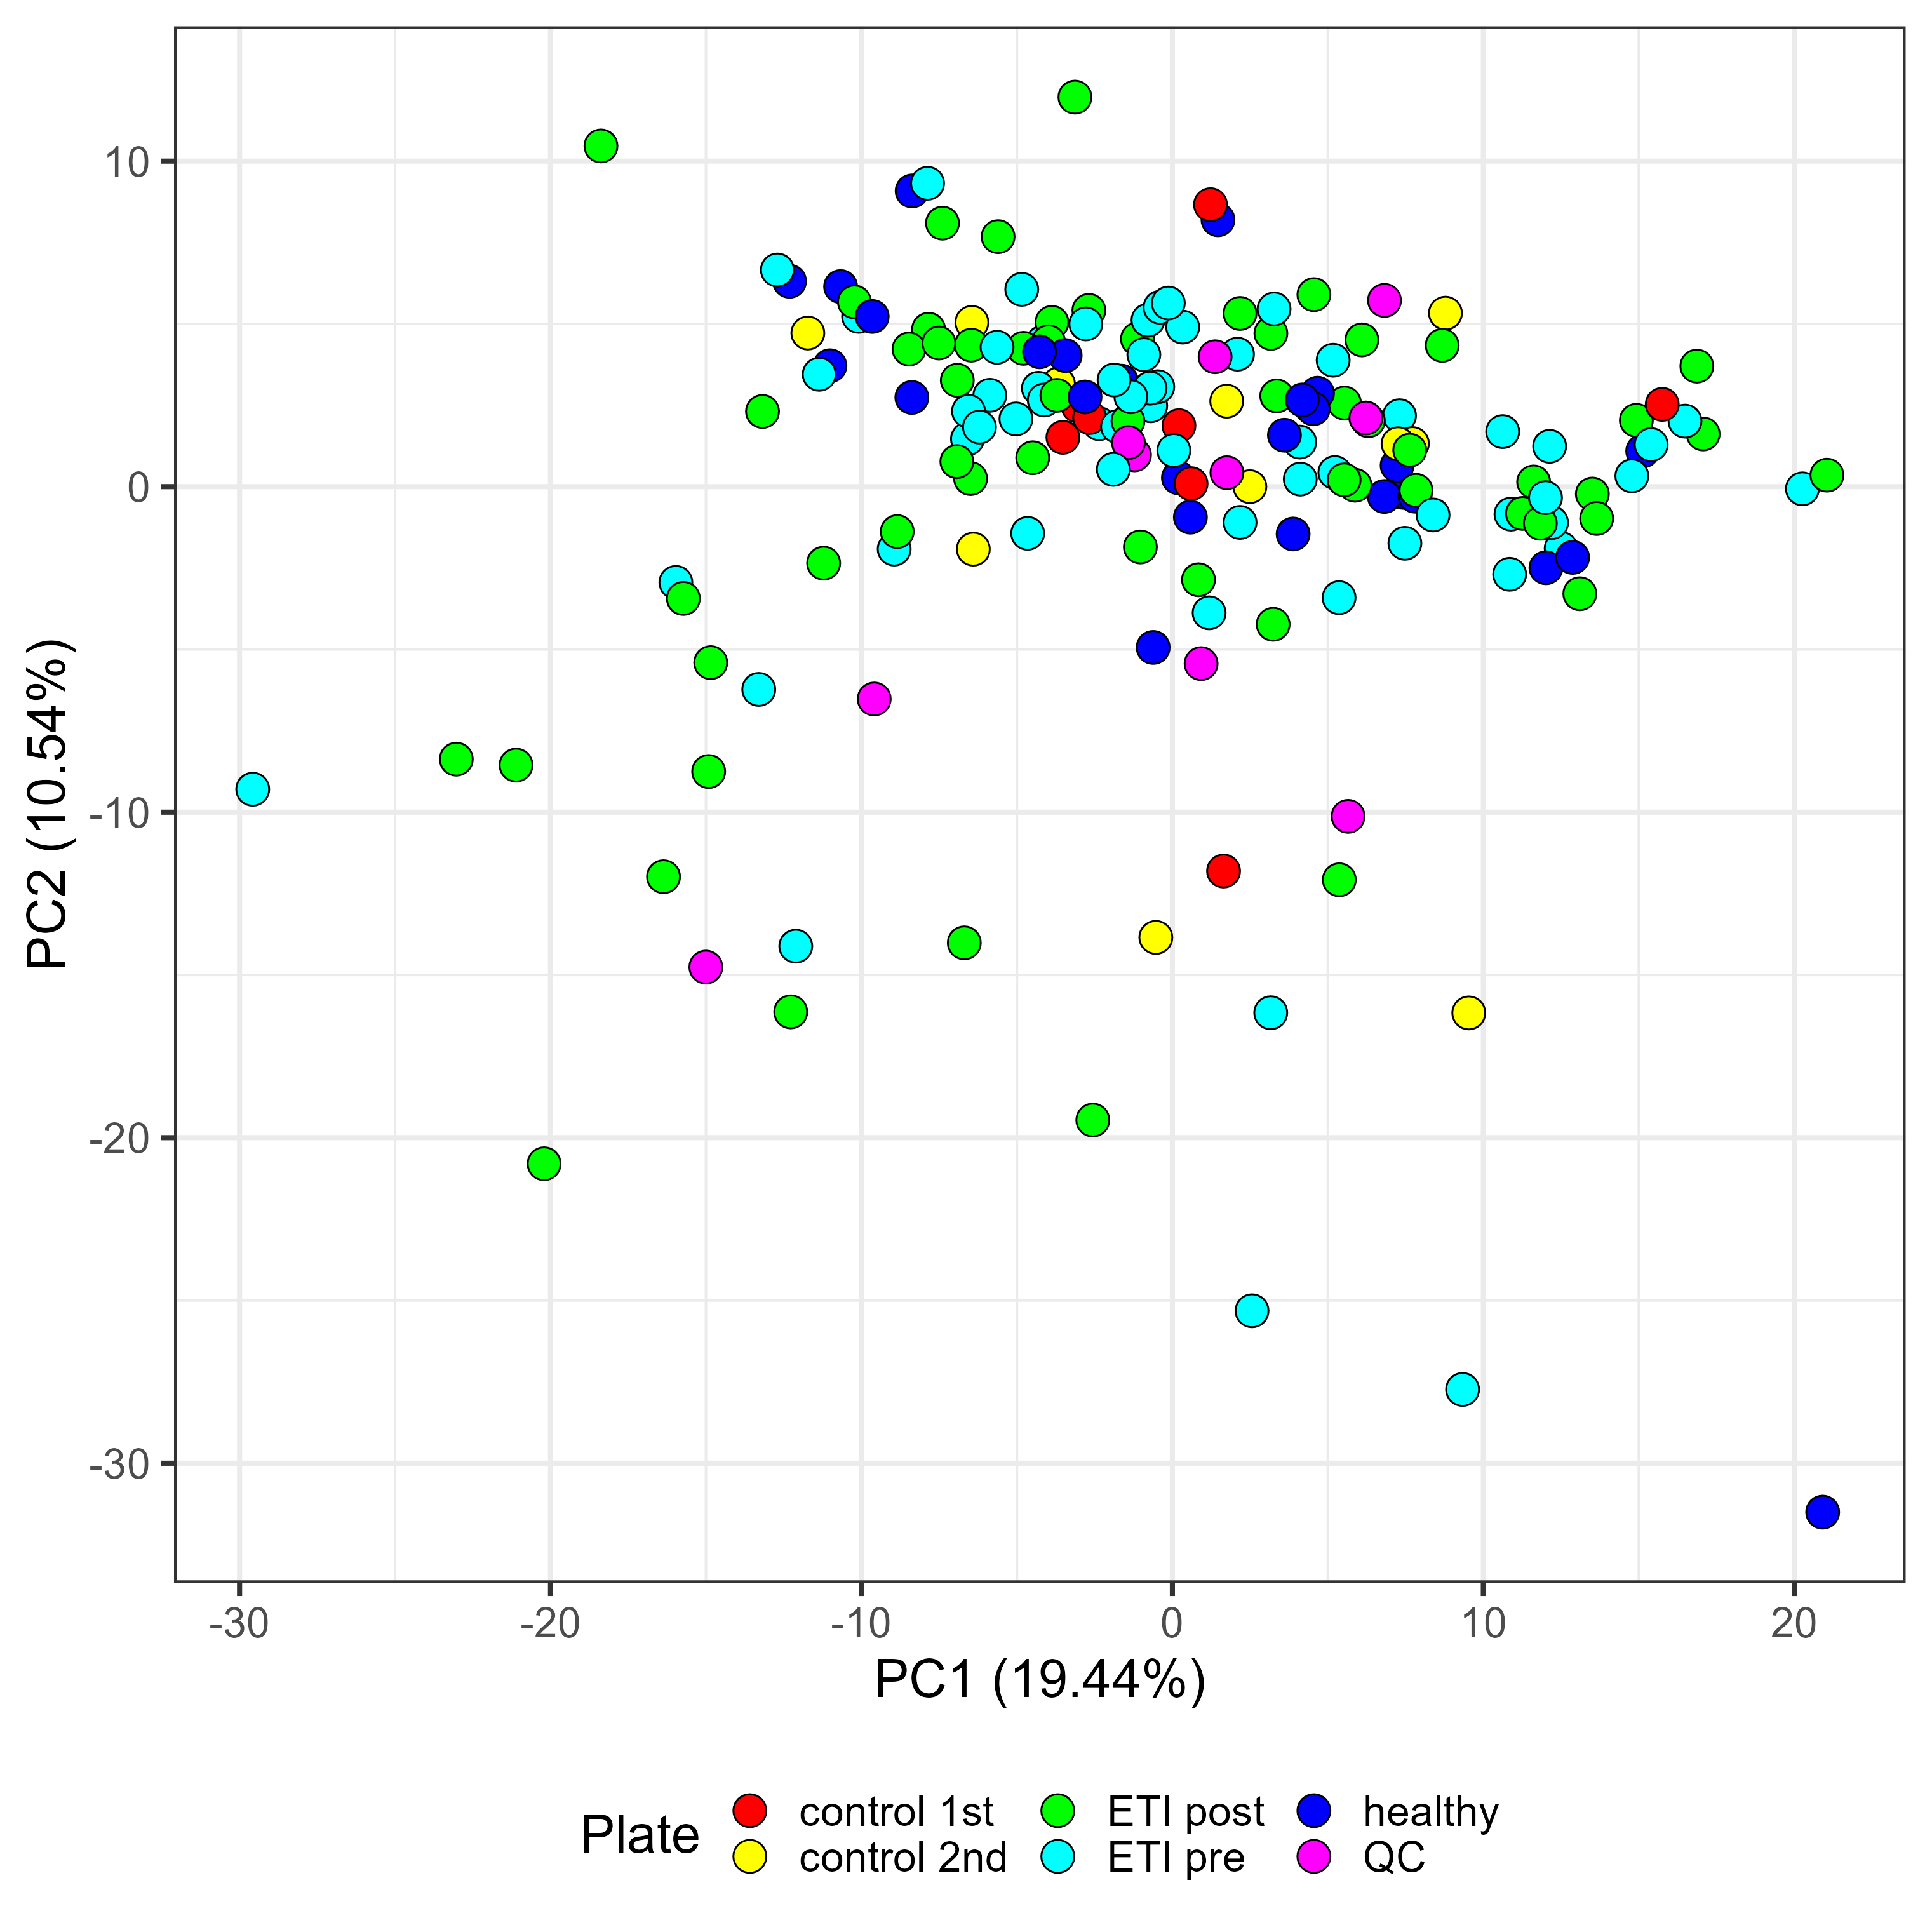 10
0
-10
-20
-30
PC2 (10.54%)
-30 -20 -10 0 10 20
PC1 (19.44%)
Plate
control 1st ETI post healthy
control 2nd ETI pre QC